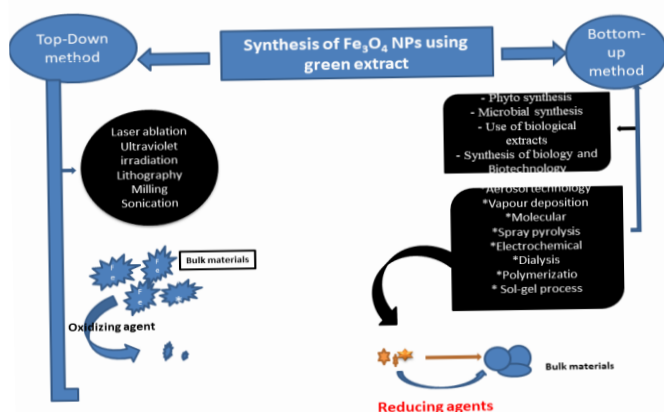 Top-Down
method
Synthesis of Fe₃O₄ NPs using
green extract
Bottom-
up
method
- Phyto synthesis
- Microbial synthesis
- Use of biological
extracts
- Synthesis of biology and
Biotechnology
Laser ablation
Ultraviolet
irradiation
Lithography
Milling
Sonication
Aerosol technology
*Vapour deposition
*Molecular
*Spray pyrolysis
*Electrochemical
*Dialysis
*Polymerizatio
* Sol-gel process
Bulk materials
Oxidizing agent
Bulk materials
Reducing agents